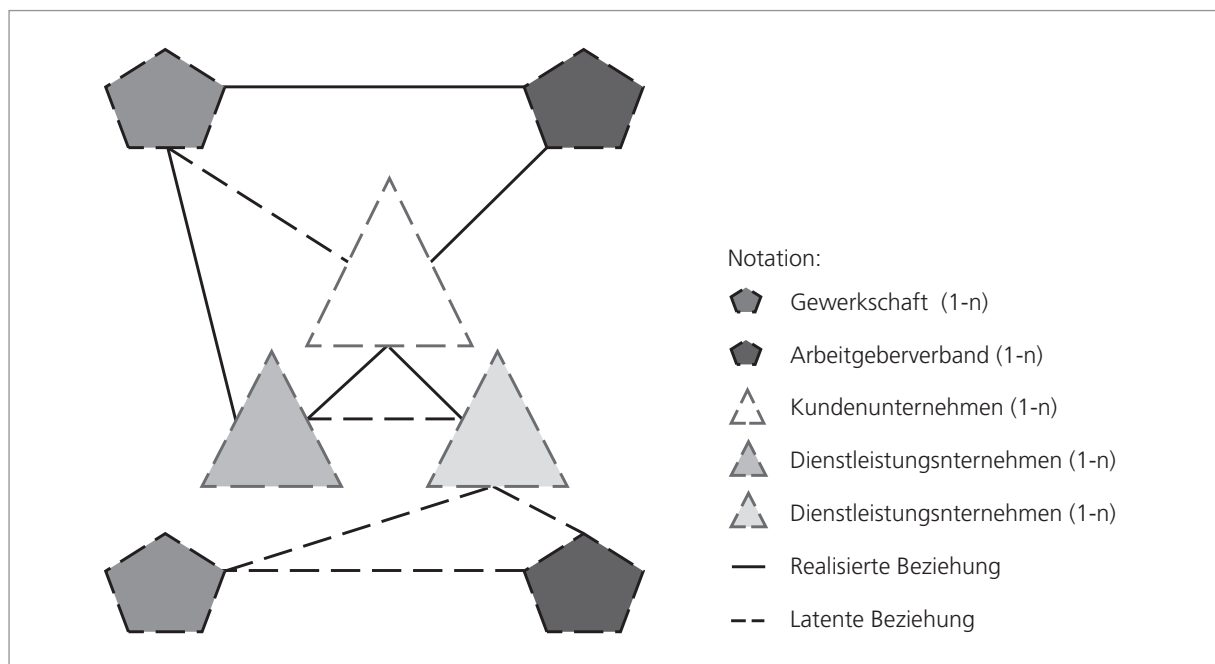 Notation:
Gewerkschaft (1-n)
Arbeitgeberverband (1-n)
Kundenunternehmen (1-n)
Dienstleistungsnternehmen (1-n)
Dienstleistungsnternehmen (1-n)
Realisierte Beziehung
Latente Beziehung